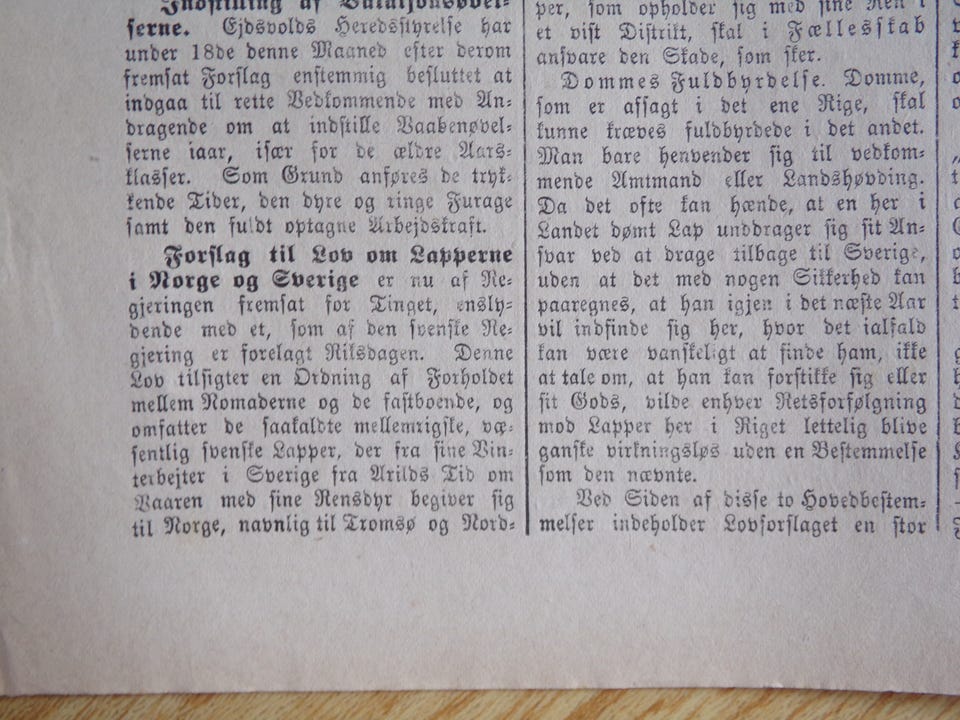 Indstilling af Bataljonsøvel-
serne. Ejdsvolds Heredsstyrelse har
under 18de denne Maaned efter derom
fremsat Forslag enstemmig besluttet at
indgaa til rette Vedkommende med An-
dragende om at indstille Vaabenøvel-
serne iaar, især for de ældre Aars-
klasser. Som Grund anføres de tryk-
kende Tider, den dyre og ringe Furage
samt den fuldt optagne Arbejdskraft.
Forslag til Lov om Lapperne
i Norge og Sverige er nu af Re-
gjeringen fremsat for Tinget, ensly-
dende med et, som af den svenske Re-
gjering er forelagt Riksdagen. Denne
Lov tilsigter en Ordning af Forholdet
mellem Nomaderne og de fastboende, og
omfatter de saakaldte mellemrigske, væ-
sentlig svenske Lapper, der fra sine Vin-
terbejter i Sverige fra Arilds Tid om
Vaaren med sine Rensdyr begiver sig
til Norge, navnlig til Tromsø og Nord-
per, som opholder sig med sine Ren i
et vist Distrikt, skal i Fællesskab
ansvare den Skade, som sker.
Dommes Fuldbyrdelse. Domme,
som er afsagt i det ene Rige, skal
kunne kræves fuldbyrdede i det andet.
Man bare henvender sig til vedkom-
mende Amtmand eller Landshøvding.
Da det ofte kan hænde, at en her i
Landet dømt Lap unddrager sig sit An-
svar ved at drage tilbage til Sverige,
uden at det med nogen Sikkerhed kan
paaregnes, at han igjen i det næste Aar
vil indfinde sig her, hvor det ialfald
kan være vanskeligt at finde ham, ikke
at tale om, at han kan forstikke sig eller
sit Gods, vilde enhver Retsforfølgning
mod Lapper her i Riget lettelig blive
ganske virkningsløs uden en Bestemmelse
som den nævnte.
Ved Siden af disse to Hovedbestem-
melser indeholder Lovforslaget en stor